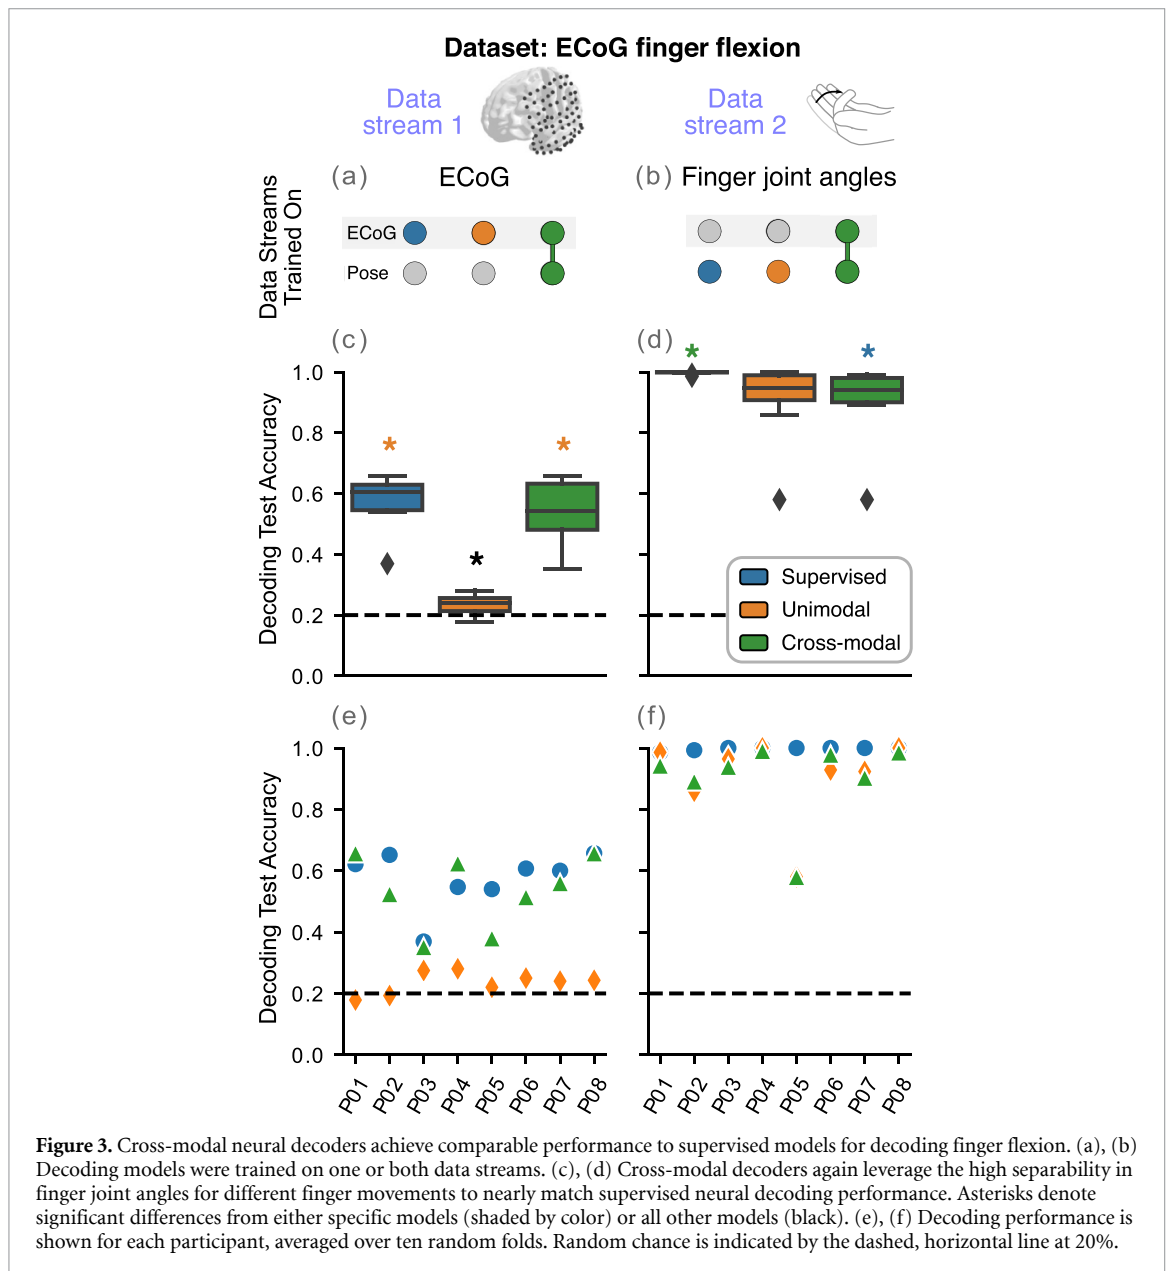 Dataset: ECoG finger flexion
Data
stream 1
Data
stream 2
(a)
ECoG
(b) Finger joint angles
Data Streams
Trained On
ECoG
Pose
(c)
(d)
*
*
Decoding Test Accuracy
1.0
0.8
0.6
0.4
0.2
0.0
*
*
*
Supervised
Unimodal
Cross-modal
(e)
(f)
Decoding Test Accuracy
1.0
0.8
0.6
0.4
0.2
0.0
P01
P02
P03
P04
P05
P06
P07
P08
P01
P02
P03
P04
P05
P06
P07
P08
Figure 3. Cross-modal neural decoders achieve comparable performance to supervised models for decoding finger flexion. (a), (b)
Decoding models were trained on one or both data streams. (c), (d) Cross-modal decoders again leverage the high separability in
finger joint angles for different finger movements to nearly match supervised neural decoding performance. Asterisks denote
significant differences from either specific models (shaded by color) or all other models (black). (e), (f) Decoding performance is
shown for each participant, averaged over ten random folds. Random chance is indicated by the dashed, horizontal line at 20%.